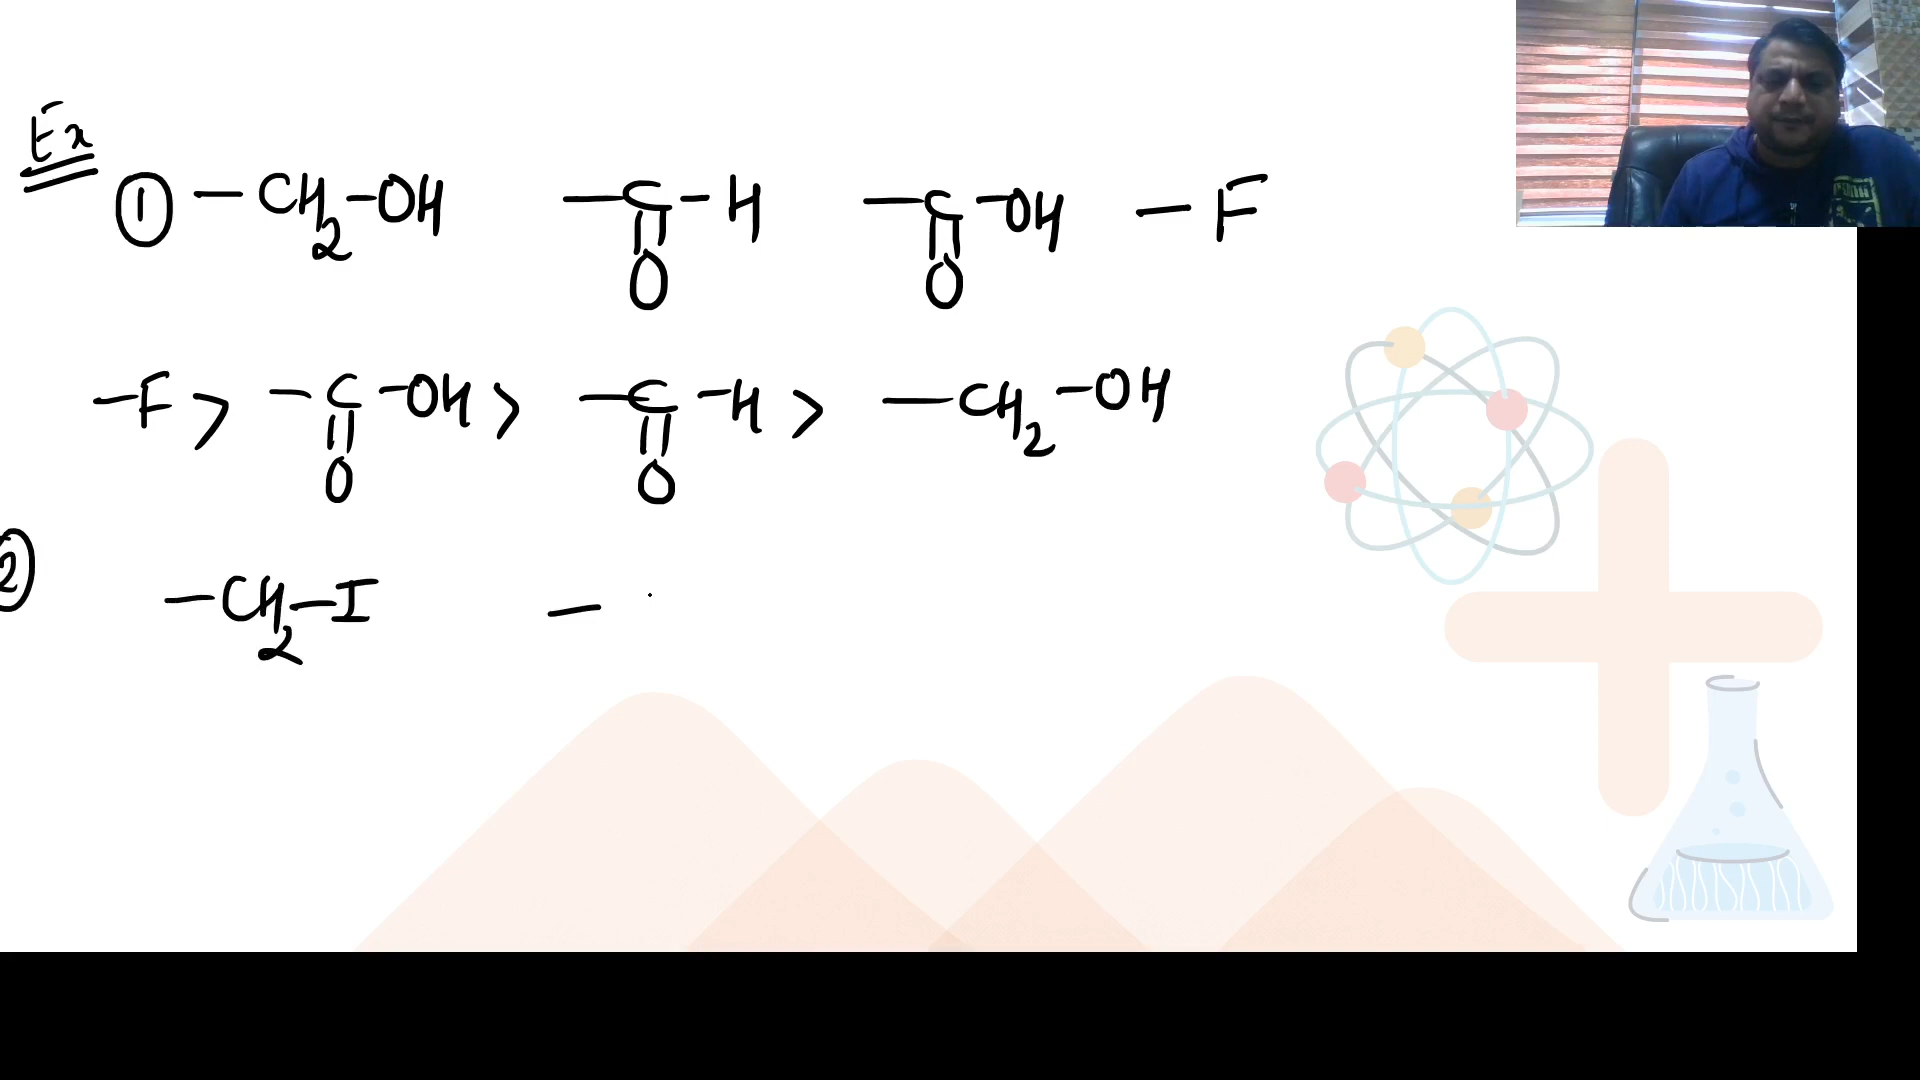 Ex
① –CH₂–OH –C(=O)–H –C(=O)–OH –F
–F > –C(=O)–OH > –C(=O)–H > –CH₂–OH
② –CH₂–I –